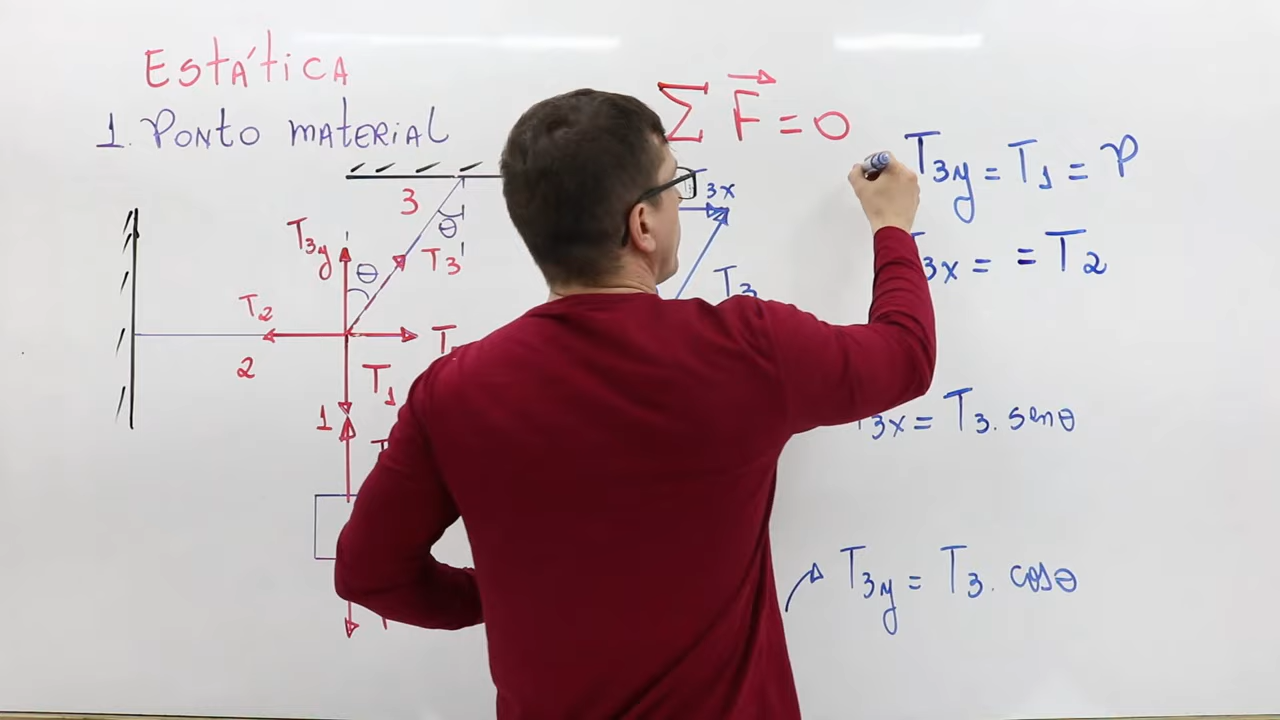 Estática
1. Ponto material
Σ F = 0
T3y = T1 = P
3x = = T2
3
θ
T3
T3y
θ
T2
2
T1
1
3x
T3
3x = T3. senθ
T3y = T3. cosθ